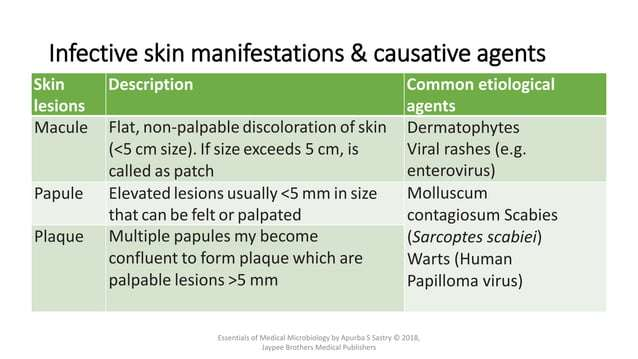 Infective skin manifestations & causative agents
Skin
lesions
Description
Common etiological
agents
Macule
Flat, non-palpable discoloration of skin
(<5 cm size). If size exceeds 5 cm, is
called as patch
Dermatophytes
Viral rashes (e.g.
enterovirus)
Papule
Elevated lesions usually <5 mm in size
that can be felt or palpated
Plaque
Multiple papules my become
confluent to form plaque which are
palpable lesions >5 mm
Molluscum
contagiosum Scabies
(Sarcoptes scabiei)
Warts (Human
Papilloma virus)
Essentials of Medical Microbiology by Apurba S Sastry © 2018,
Jaypee Brothers Medical Publishers